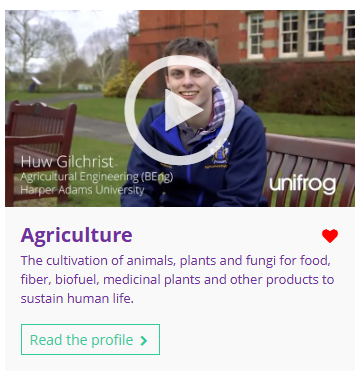 Huw Gilchrist
Agricultural Engineering (BEng)
Harper Adams University
unifrog
Agriculture
The cultivation of animals, plants and fungi for food,
fiber, biofuel, medicinal plants and other products to
sustain human life.
Read the profile